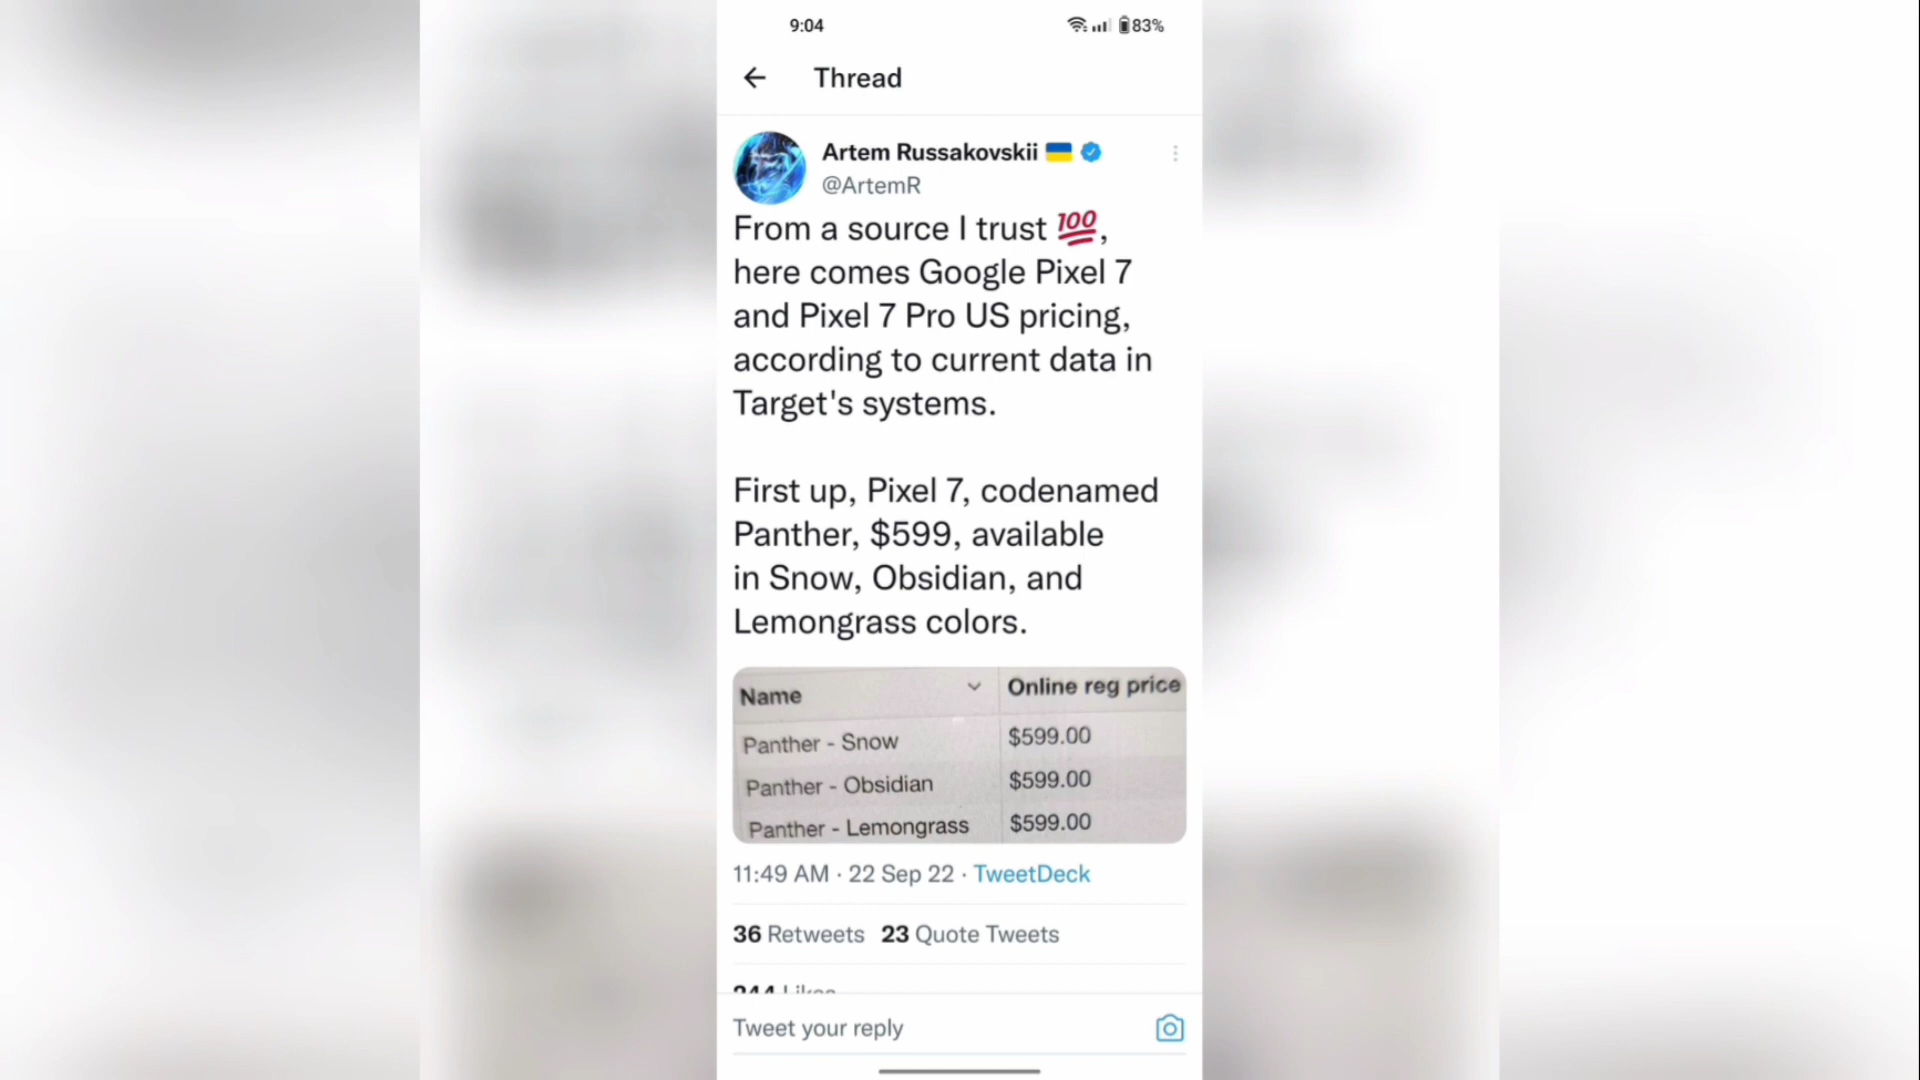 9:04
83%
Thread
Artem Russakovskii 🇺🇦
@ArtemR
From a source I trust 💯,
here comes Google Pixel 7
and Pixel 7 Pro US pricing,
according to current data in
Target's systems.
First up, Pixel 7, codenamed
Panther, $599, available
in Snow, Obsidian, and
Lemongrass colors.
Name Online reg price
Panther - Snow $599.00
Panther - Obsidian $599.00
Panther - Lemongrass $599.00
11:49 AM · 22 Sep 22 · TweetDeck
36 Retweets 23 Quote Tweets
244 Likes
Tweet your reply